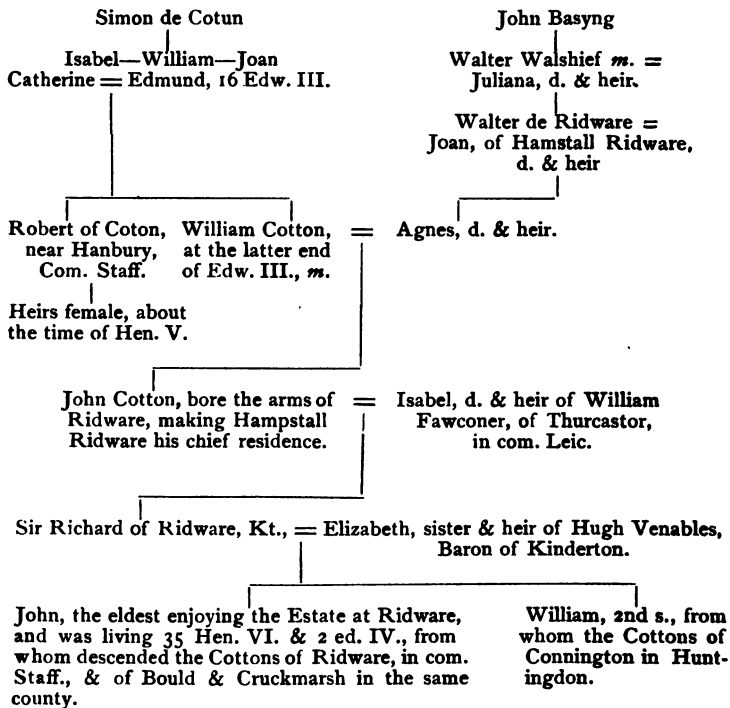 Simon de Cotun
John Basyng
Isabel—William—Joan
Catherine = Edmund, 16 Edw. III.
Walter Walshief m. =
Juliana, d. & heir.
Walter de Ridware =
Joan, of Hamstall Ridware,
d. & heir
Robert of Coton,
near Hanbury,
Com. Staff.
William Cotton,
at the latter end
of Edw. III., m.
=
Agnes, d. & heir.
Heirs female, about
the time of Hen. V.
John Cotton, bore the arms of
Ridware, making Hampstall
Ridware his chief residence.
=
Isabel, d. & heir of William
Fawconer, of Thurcastor,
in com. Leic.
Sir Richard of Ridware, Kt., = Elizabeth, sister & heir of Hugh Venables,
Baron of Kinderton.
John, the eldest enjoying the Estate at Ridware,
and was living 35 Hen. VI. & 2 ed. IV., from
whom descended the Cottons of Ridware, in com.
Staff., & of Bould & Cruckmarsh in the same
county.
William, 2nd s., from
whom the Cottons of
Connington in Hunt-
ingdon.